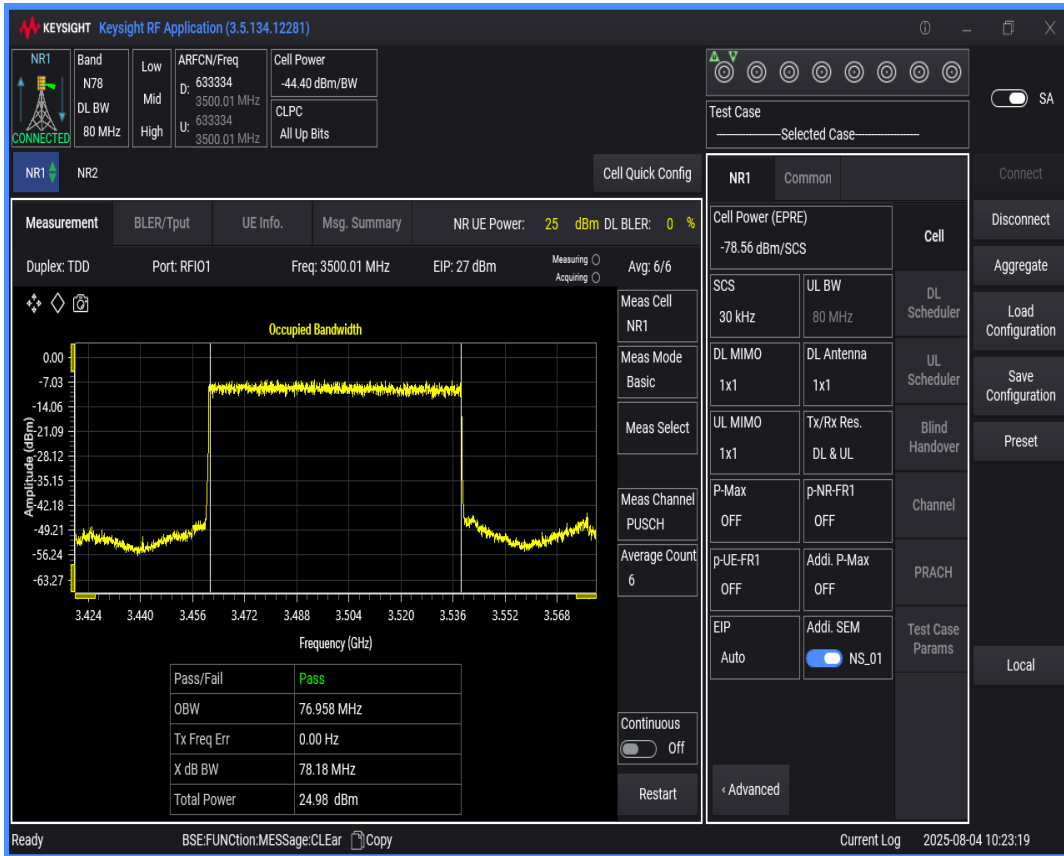 KEYSIGHT Keysight RF Application (3.5.134.12281)
NR1
CONNECTED
Band
N78
DL BW
80 MHz
Low
Mid
High
ARFCN/Freq
D: 633334
3500.01 MHz
U: 633334
3500.01 MHz
Cell Power
-44.40 dBm/BW
CLPC
All Up Bits
Test Case
--------------------Selected Case--------------------
SA
NR1
NR2
Cell Quick Config
NR1
Common
Connect
Disconnect
Aggregate
Load
Configuration
Save
Configuration
Preset
Local
Measurement
BLER/Tput
UE Info.
Msg. Summary
NR UE Power: 25 dBm DL BLER: 0 %
Duplex: TDD
Port: RFIO1
Freq: 3500.01 MHz
EIP: 27 dBm
Measuring
Acquiring
Avg: 6/6
Occupied Bandwidth
Amplitude (dBm)
0.00
-7.03
-14.06
-21.09
-28.12
-35.15
-42.18
-49.21
-56.24
-63.27
3.424 3.440 3.456 3.472 3.488 3.504 3.520 3.536 3.552 3.568
Frequency (GHz)
Pass/Fail Pass
OBW 76.958 MHz
Tx Freq Err 0.00 Hz
X dB BW 78.18 MHz
Total Power 24.98 dBm
Meas Cell
NR1
Meas Mode
Basic
Meas Select
Meas Channel
PUSCH
Average Count
6
Continuous
Off
Restart
Cell Power (EPRE)
-78.56 dBm/SCS
SCS
30 kHz
UL BW
80 MHz
DL MIMO
1x1
DL Antenna
1x1
UL MIMO
1x1
Tx/Rx Res.
DL & UL
P-Max
OFF
p-NR-FR1
OFF
p-UE-FR1
OFF
Addi. P-Max
OFF
EIP
Auto
Addi. SEM
NS_01
‹ Advanced
Cell
DL
Scheduler
UL
Scheduler
Blind
Handover
Channel
PRACH
Test Case
Params
Ready
BSE:FUNCtion:MESSage:CLEar Copy
Current Log
2025-08-04 10:23:19